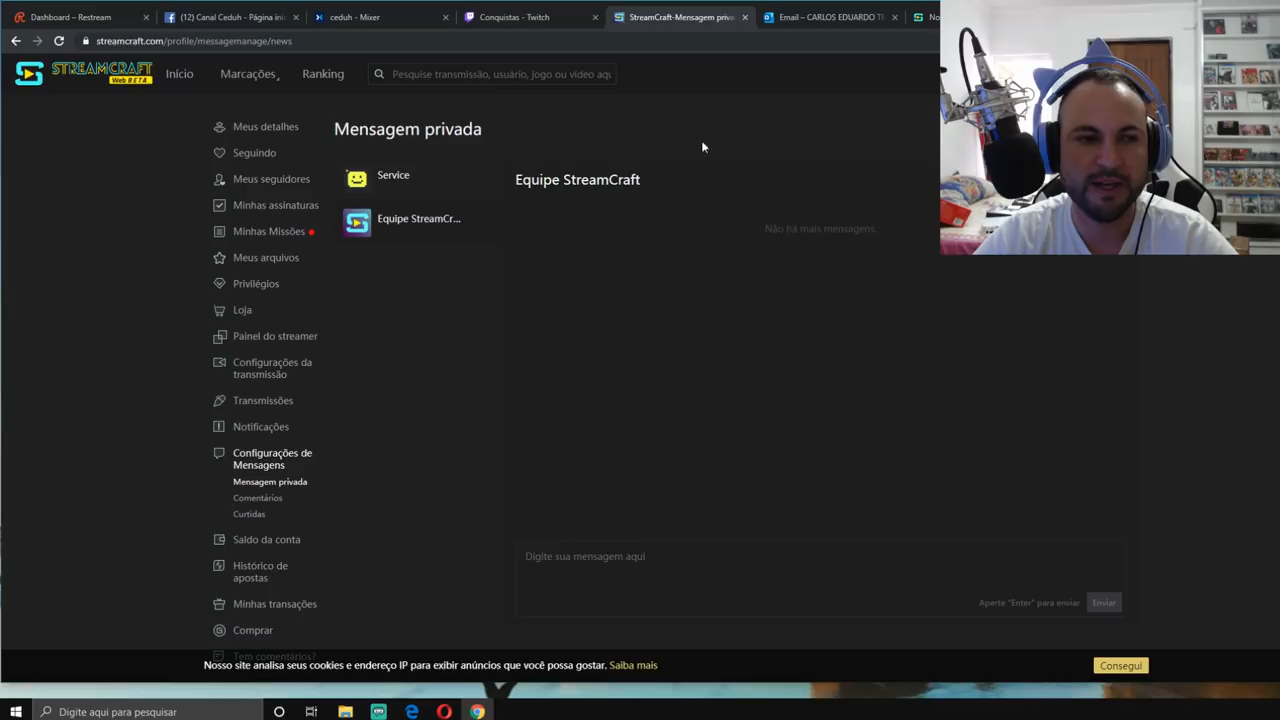 Dashboard – Restream
(12) Canal Ceduh - Página ini
ceduh - Mixer
Conquistas - Twitch
StreamCraft-Mensagem priva
Email – CARLOS EDUARDO T
No
streamcraft.com/profile/messagemanage/news
STREAMCRAFT
Web BETA
Início
Marcações
Ranking
Pesquise transmissão, usuário, jogo ou vídeo aqu
Meus detalhes
Seguindo
Meus seguidores
Minhas assinaturas
Minhas Missões
Meus arquivos
Privilégios
Loja
Painel do streamer
Configurações da
transmissão
Transmissões
Notificações
Configurações de
Mensagens
Mensagem privada
Comentários
Curtidas
Saldo da conta
Histórico de
apostas
Minhas transações
Comprar
Tem comentários?
Mensagem privada
Service
Equipe StreamCr...
Equipe StreamCraft
Não há mais mensagens.
Digite sua mensagem aqui
Aperte "Enter" para enviar
Enviar
Nosso site analisa seus cookies e endereço IP para exibir anúncios que você possa gostar. Saiba mais
Consegui
Digite aqui para pesquisar